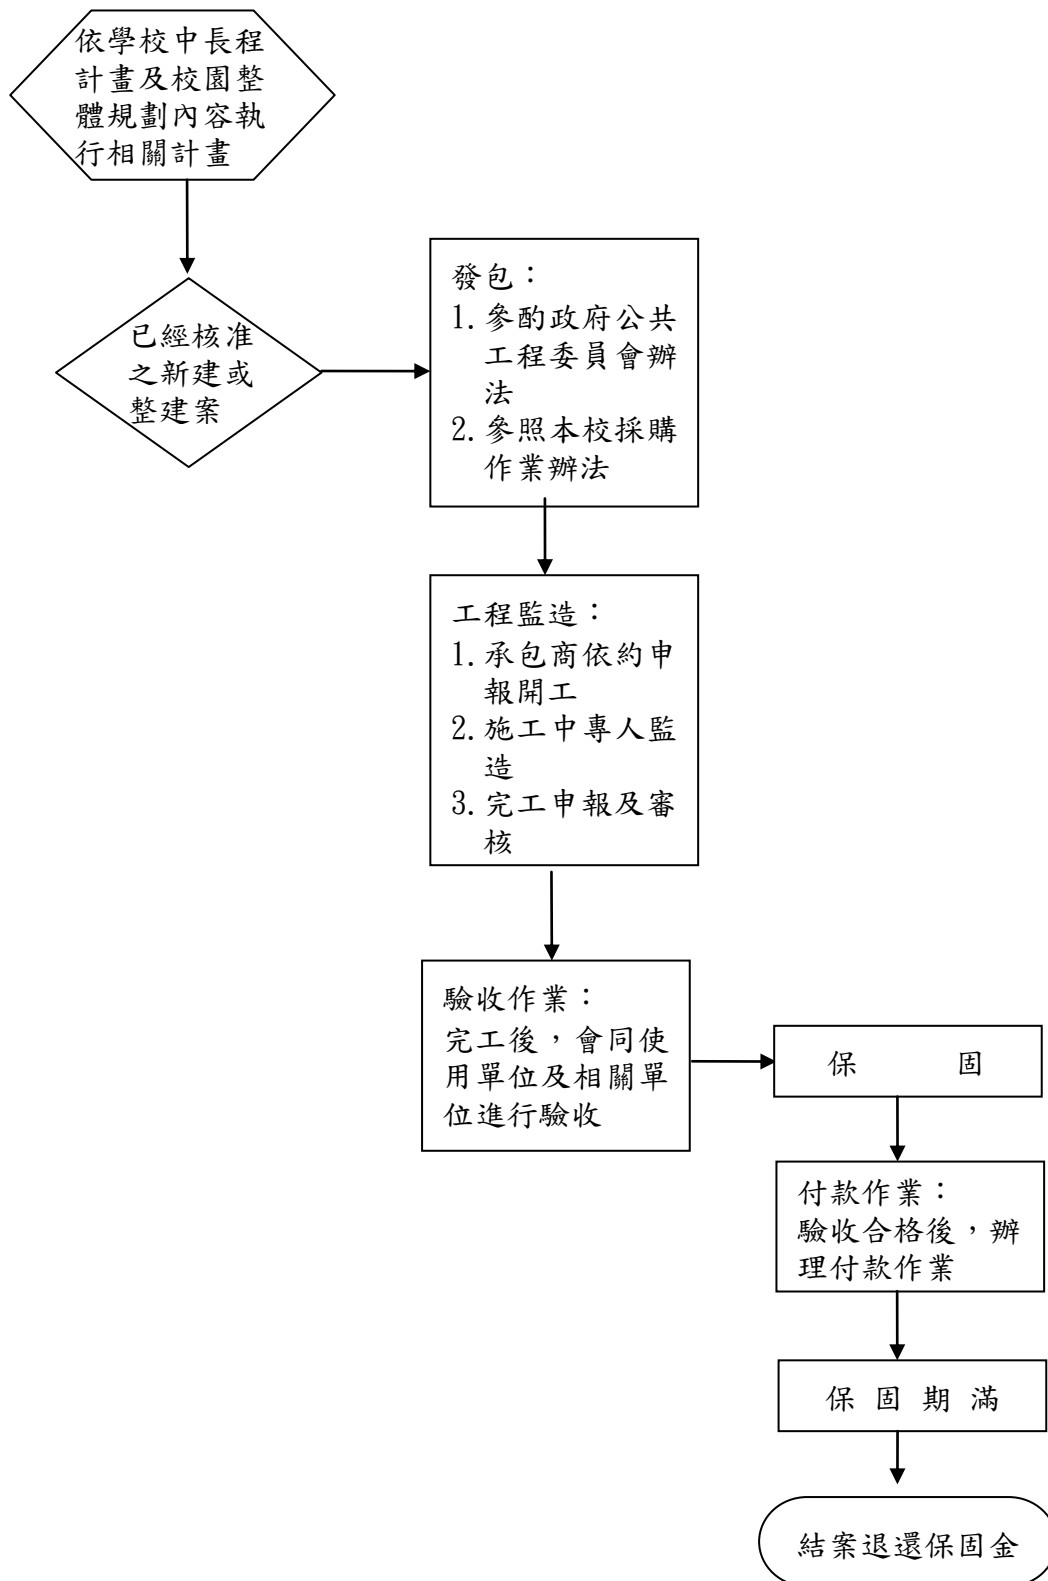 依學校中長程
計畫及校園整
體規劃內容執
行相關計畫
已經核准
之新建或
整建案
發包：
1.參酌政府公共
工程委員會辦
法
2.參照本校採購
作業辦法
工程監造：
1.承包商依約申
報開工
2.施工中專人監
造
3.完工申報及審
核
驗收作業：
完工後，會同使
用單位及相關單
位進行驗收
保 固
付款作業：
驗收合格後，辦
理付款作業
保 固 期 滿
結案退還保固金